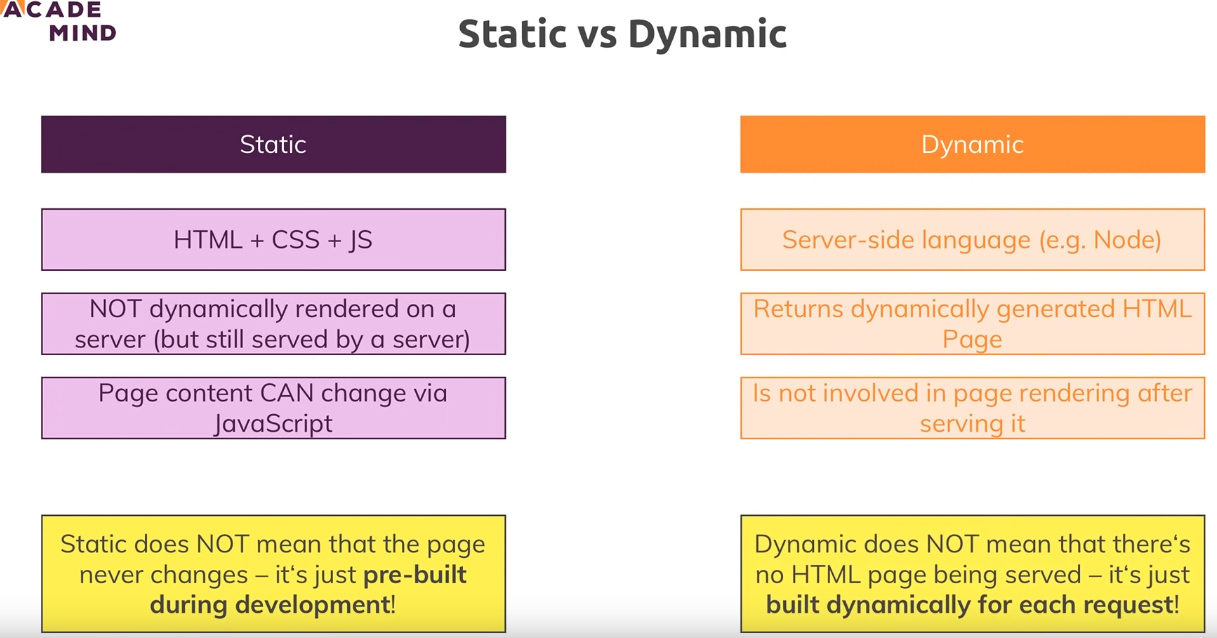 ACADE
MIND
Static vs Dynamic
Static
HTML + CSS + JS
NOT dynamically rendered on a
server (but still served by a server)
Page content CAN change via
JavaScript
Static does NOT mean that the page
never changes – it‘s just pre-built
during development!
Dynamic
Server-side language (e.g. Node)
Returns dynamically generated HTML
Page
Is not involved in page rendering after
serving it
Dynamic does NOT mean that there‘s
no HTML page being served – it‘s just
built dynamically for each request!